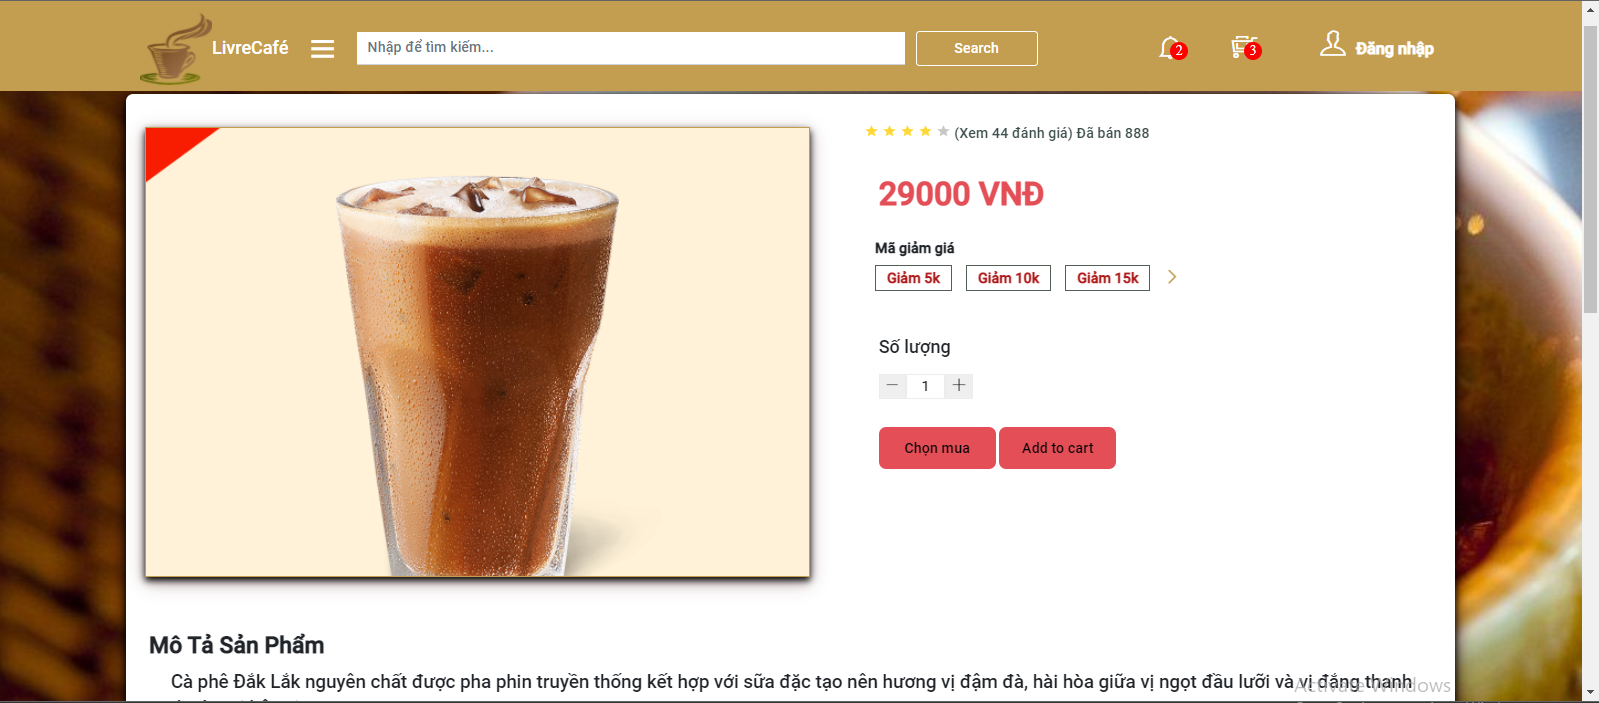 LivreCafé
Nhập để tìm kiếm...
Search
2
3
Đăng nhập
(Xem 44 đánh giá) Đã bán 888
29000 VNĐ
Mã giảm giá
Giảm 5k
Giảm 10k
Giảm 15k
Số lượng
1
Chọn mua
Add to cart
Mô Tả Sản Phẩm
Cà phê Đắk Lắk nguyên chất được pha phin truyền thống kết hợp với sữa đặc tạo nên hương vị đậm đà, hài hòa giữa vị ngọt đầu lưỡi và vị đắng thanh
Activate Windows